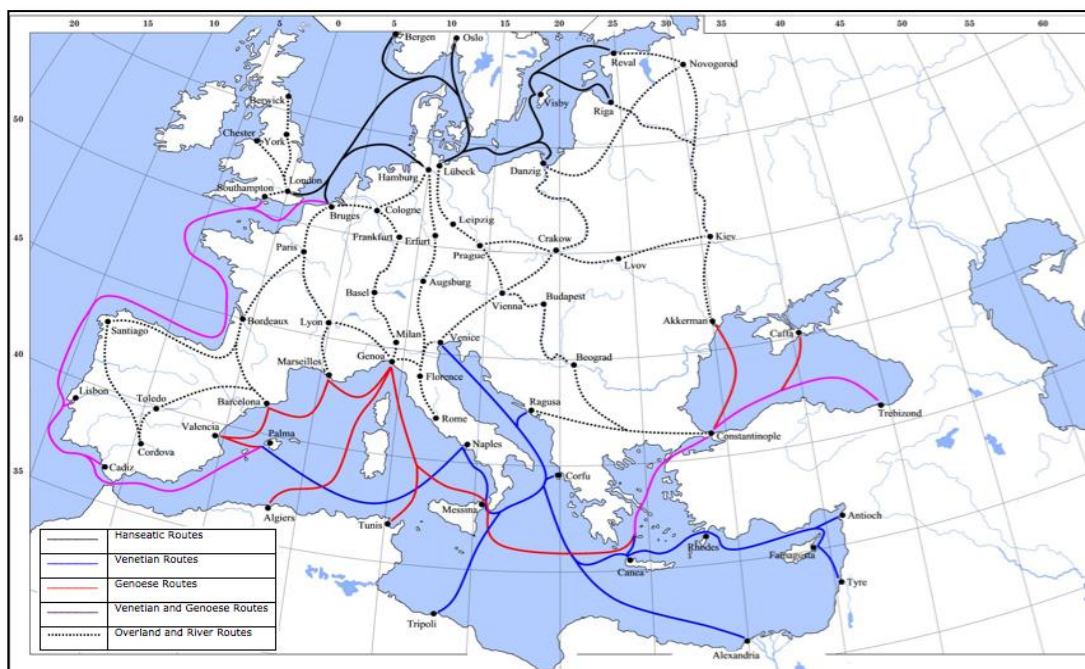 20
15
10
5
0
5
10
15
20
25
30
35
40
45
50
60
Bergen
Oslo
Reval
Novogorod
Visby
Riga
Berwick
50
Chester
York
London
Southampton
Hamburg
Lübeck
Danzig
Bruges
Cologne
Leipzig
Frankfurt
Erfurt
Crakow
Kiev
Paris
Prague
Lvov
45
Basel
Augsburg
Vienna
Budapest
Bordeaux
Lyon
Milan
Venice
Akkerman
Caffa
Santiago
Genoa
Marseilles
Florence
Beograd
40
Lisbon
Toledo
Barcelona
Rome
Ragusa
Trebizond
Valencia
Palma
Constantinople
Cordova
Naples
Corfu
35
Cadiz
Algiers
Tunis
Messina
Antioch
Rhodes
Famagusta
Canea
Tyre
Tripoli
Alexandria
Hanseatic Routes
Venetian Routes
Genoese Routes
Venetian and Genoese Routes
Overland and River Routes